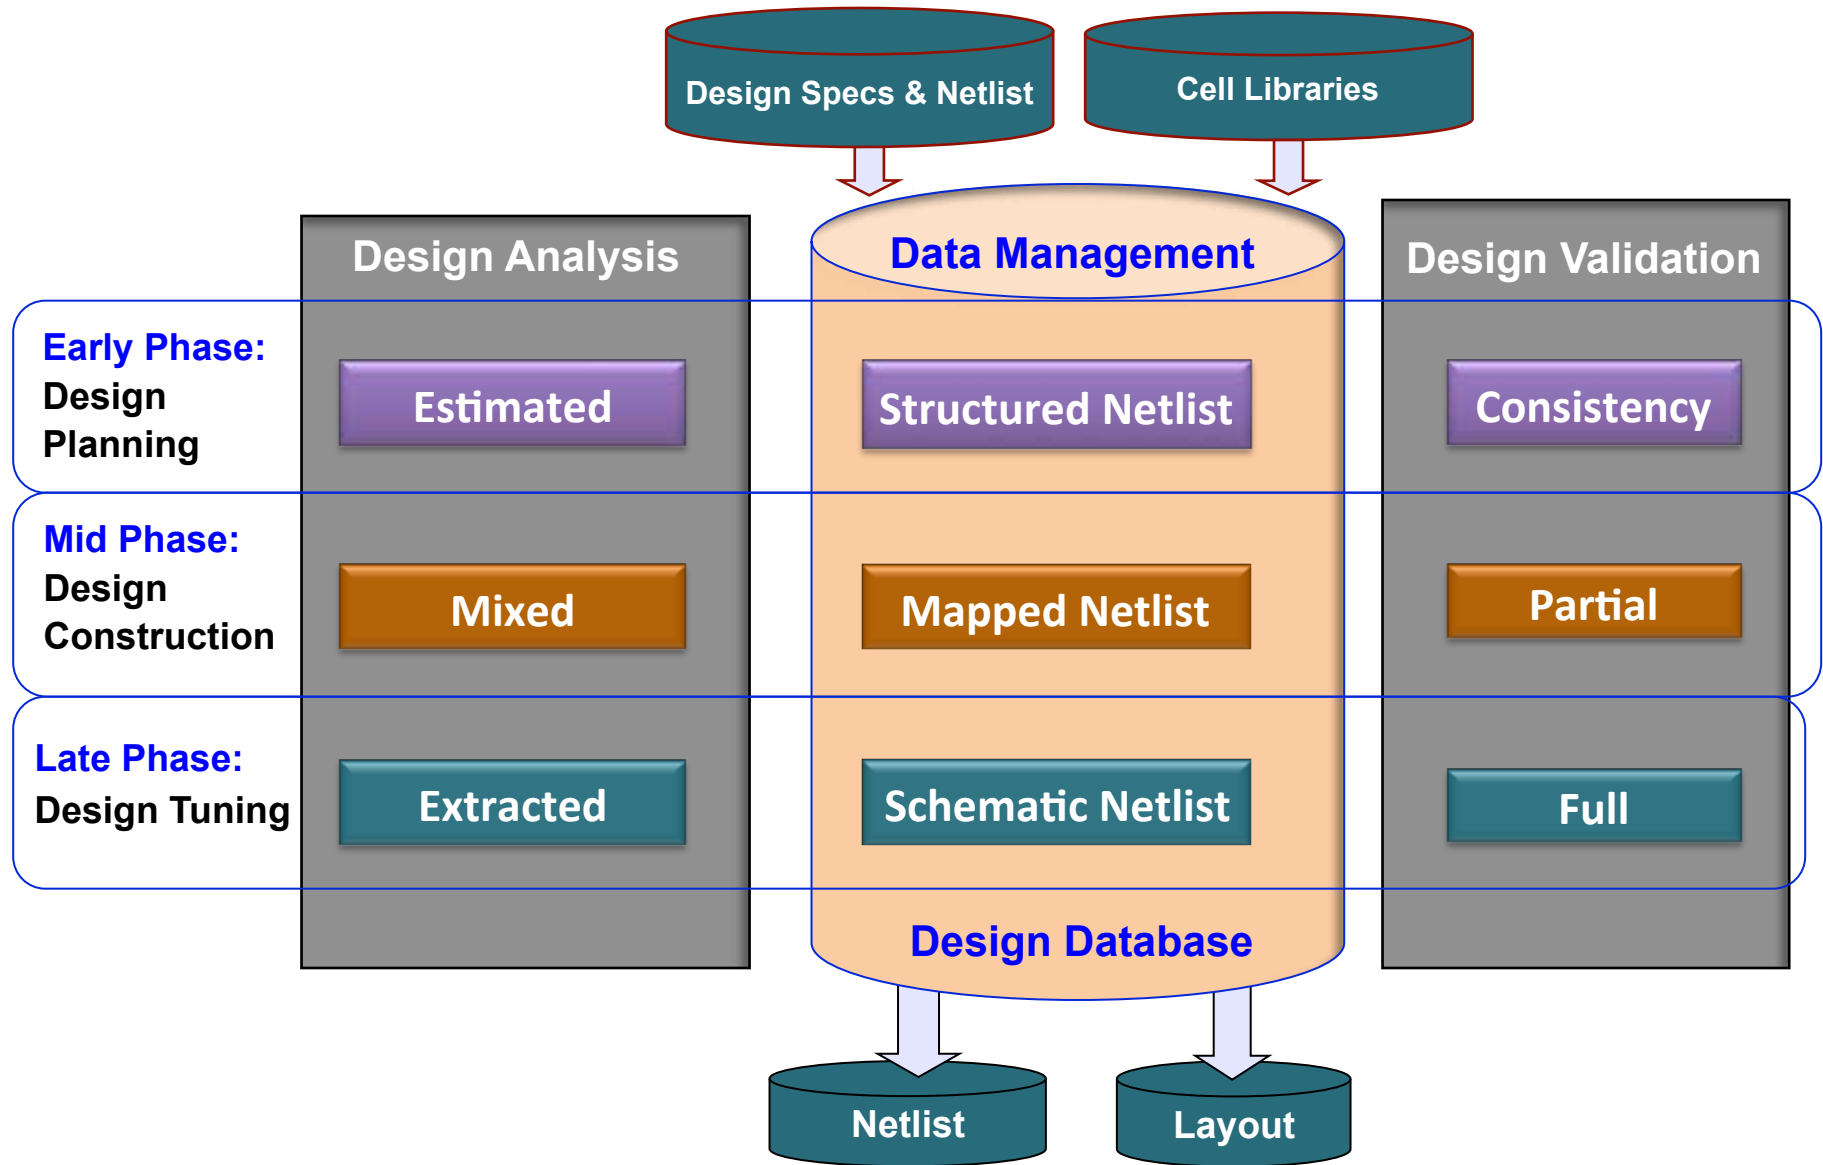 Design Specs & Netlist
Cell Libraries
Design Analysis
Data Management
Design Validation
Early Phase:
Design
Planning
Estimated
Structured Netlist
Consistency
Mid Phase:
Design
Construction
Mixed
Mapped Netlist
Partial
Late Phase:
Design Tuning
Extracted
Schematic Netlist
Full
Design Database
Netlist
Layout